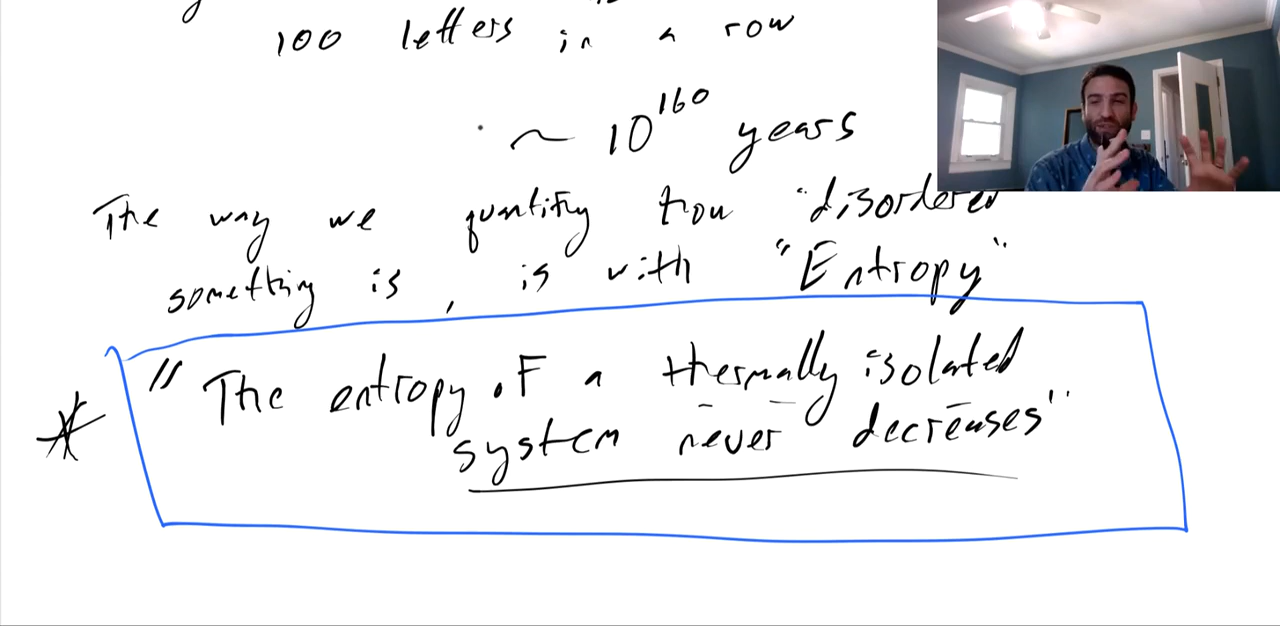 100 letters in a row
~ 10^160 years
The way we quantify how "disordered
something is, is with "Entropy"
"The entropy of a thermally isolated
system never decreases"